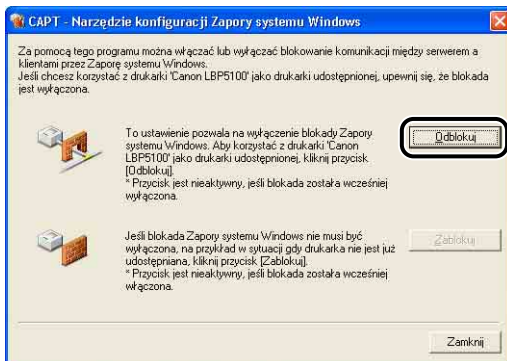 CAPT - Narzędzie konfiguracji Zapory systemu Windows
Za pomocą tego programu można włączać lub wyłączać blokowanie komunikacji między serwerem a
klientami przez Zaporę systemu Windows.
Jeśli chcesz korzystać z drukarki 'Canon LBP5100' jako drukarki udostępnionej, upewnij się, że blokada
jest wyłączona.
To ustawienie pozwala na wyłączenie blokady Zapory
systemu Windows. Aby korzystać z drukarki 'Canon
LBP5100' jako drukarki udostępnionej, kliknij przycisk
[Odblokuj].
* Przycisk jest nieaktywny, jeśli blokada została wcześniej
wyłączona.
Odblokuj
Jeśli blokada Zapory systemu Windows nie musi być
wyłączona, na przykład w sytuacji gdy drukarka nie jest już
udostępniana, kliknij przycisk [Zablokuj].
* Przycisk jest nieaktywny, jeśli blokada została wcześniej
włączona.
Zablokuj
Zamknij